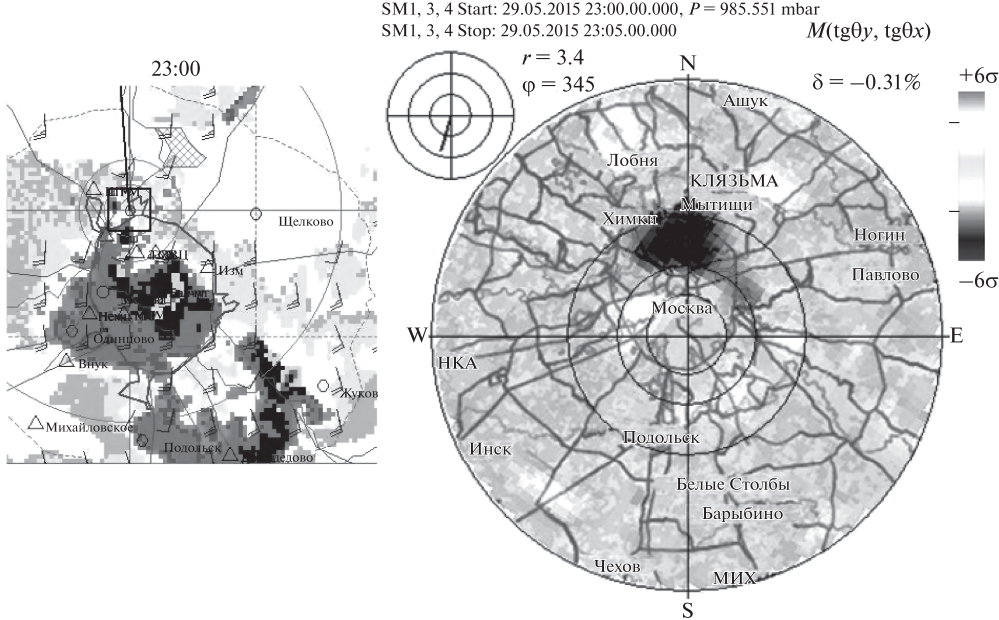 SM1, 3, 4 Start: 29.05.2015 23:00.00.000, P = 985.551 mbar
SM1, 3, 4 Stop: 29.05.2015 23:05.00.000
M(tgθy, tgθx)
23:00
r = 3.4
φ = 345
N
δ = –0.31%
+6σ
–6σ
Ашук
Лобня
КЛЯЗЬМА
Мытищи
Химки
Ногин
Павлово
Москва
W
E
НКА
Подольск
Инск
Белые Столбы
Барыбино
Чехов
МИХ
S
Щелково
Изм
Одинцово
Внук
Жуков
Михайловское
Подольск